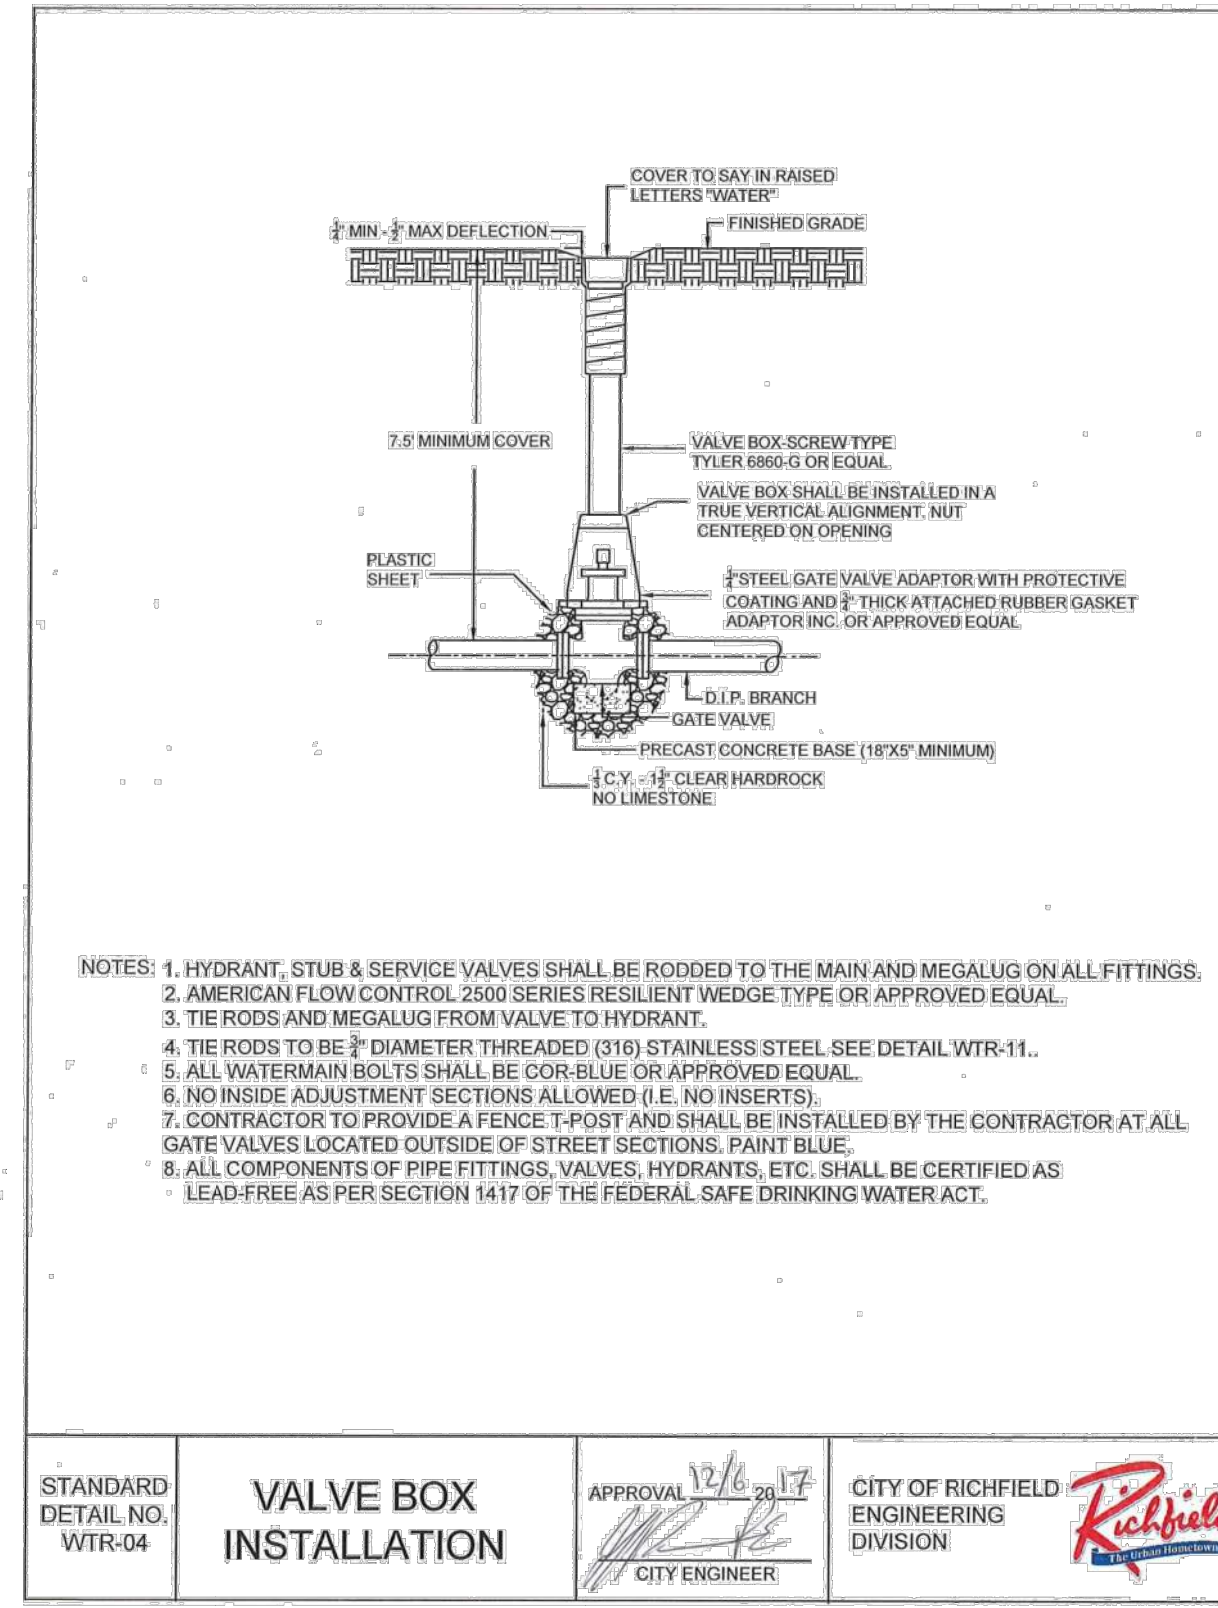 COVER TO SAY IN RAISED
LETTERS "WATER"
1/4" MIN - 1/2" MAX DEFLECTION
FINISHED GRADE
7.5' MINIMUM COVER
VALVE BOX-SCREW TYPE
TYLER 6860-G OR EQUAL
VALVE BOX SHALL BE INSTALLED IN A
TRUE VERTICAL ALIGNMENT, NUT
CENTERED ON OPENING
PLASTIC
SHEET
1/4" STEEL GATE VALVE ADAPTOR WITH PROTECTIVE
COATING AND 3/4" THICK ATTACHED RUBBER GASKET
ADAPTOR INC. OR APPROVED EQUAL
D.I.P. BRANCH
GATE VALVE
PRECAST CONCRETE BASE (18"X5" MINIMUM)
1/3 C.Y. - 1 1/2" CLEAR HARDROCK
NO LIMESTONE
NOTES: 1. HYDRANT, STUB & SERVICE VALVES SHALL BE RODDED TO THE MAIN AND MEGALUG ON ALL FITTINGS.
2. AMERICAN FLOW CONTROL 2500 SERIES RESILIENT WEDGE TYPE OR APPROVED EQUAL.
3. TIE RODS AND MEGALUG FROM VALVE TO HYDRANT.
4. TIE RODS TO BE 3/4" DIAMETER THREADED (316) STAINLESS STEEL SEE DETAIL WTR-11..
5. ALL WATERMAIN BOLTS SHALL BE COR-BLUE OR APPROVED EQUAL.
6. NO INSIDE ADJUSTMENT SECTIONS ALLOWED (I.E. NO INSERTS).
7. CONTRACTOR TO PROVIDE A FENCE T-POST AND SHALL BE INSTALLED BY THE CONTRACTOR AT ALL
GATE VALVES LOCATED OUTSIDE OF STREET SECTIONS. PAINT BLUE.
8. ALL COMPONENTS OF PIPE FITTINGS, VALVES, HYDRANTS, ETC. SHALL BE CERTIFIED AS
LEAD-FREE AS PER SECTION 1417 OF THE FEDERAL SAFE DRINKING WATER ACT.
STANDARD
DETAIL NO.
WTR-04
VALVE BOX
INSTALLATION
APPROVAL 12/6 2017
CITY ENGINEER
CITY OF RICHFIELD
ENGINEERING
DIVISION
Richfield
The Urban Hometown